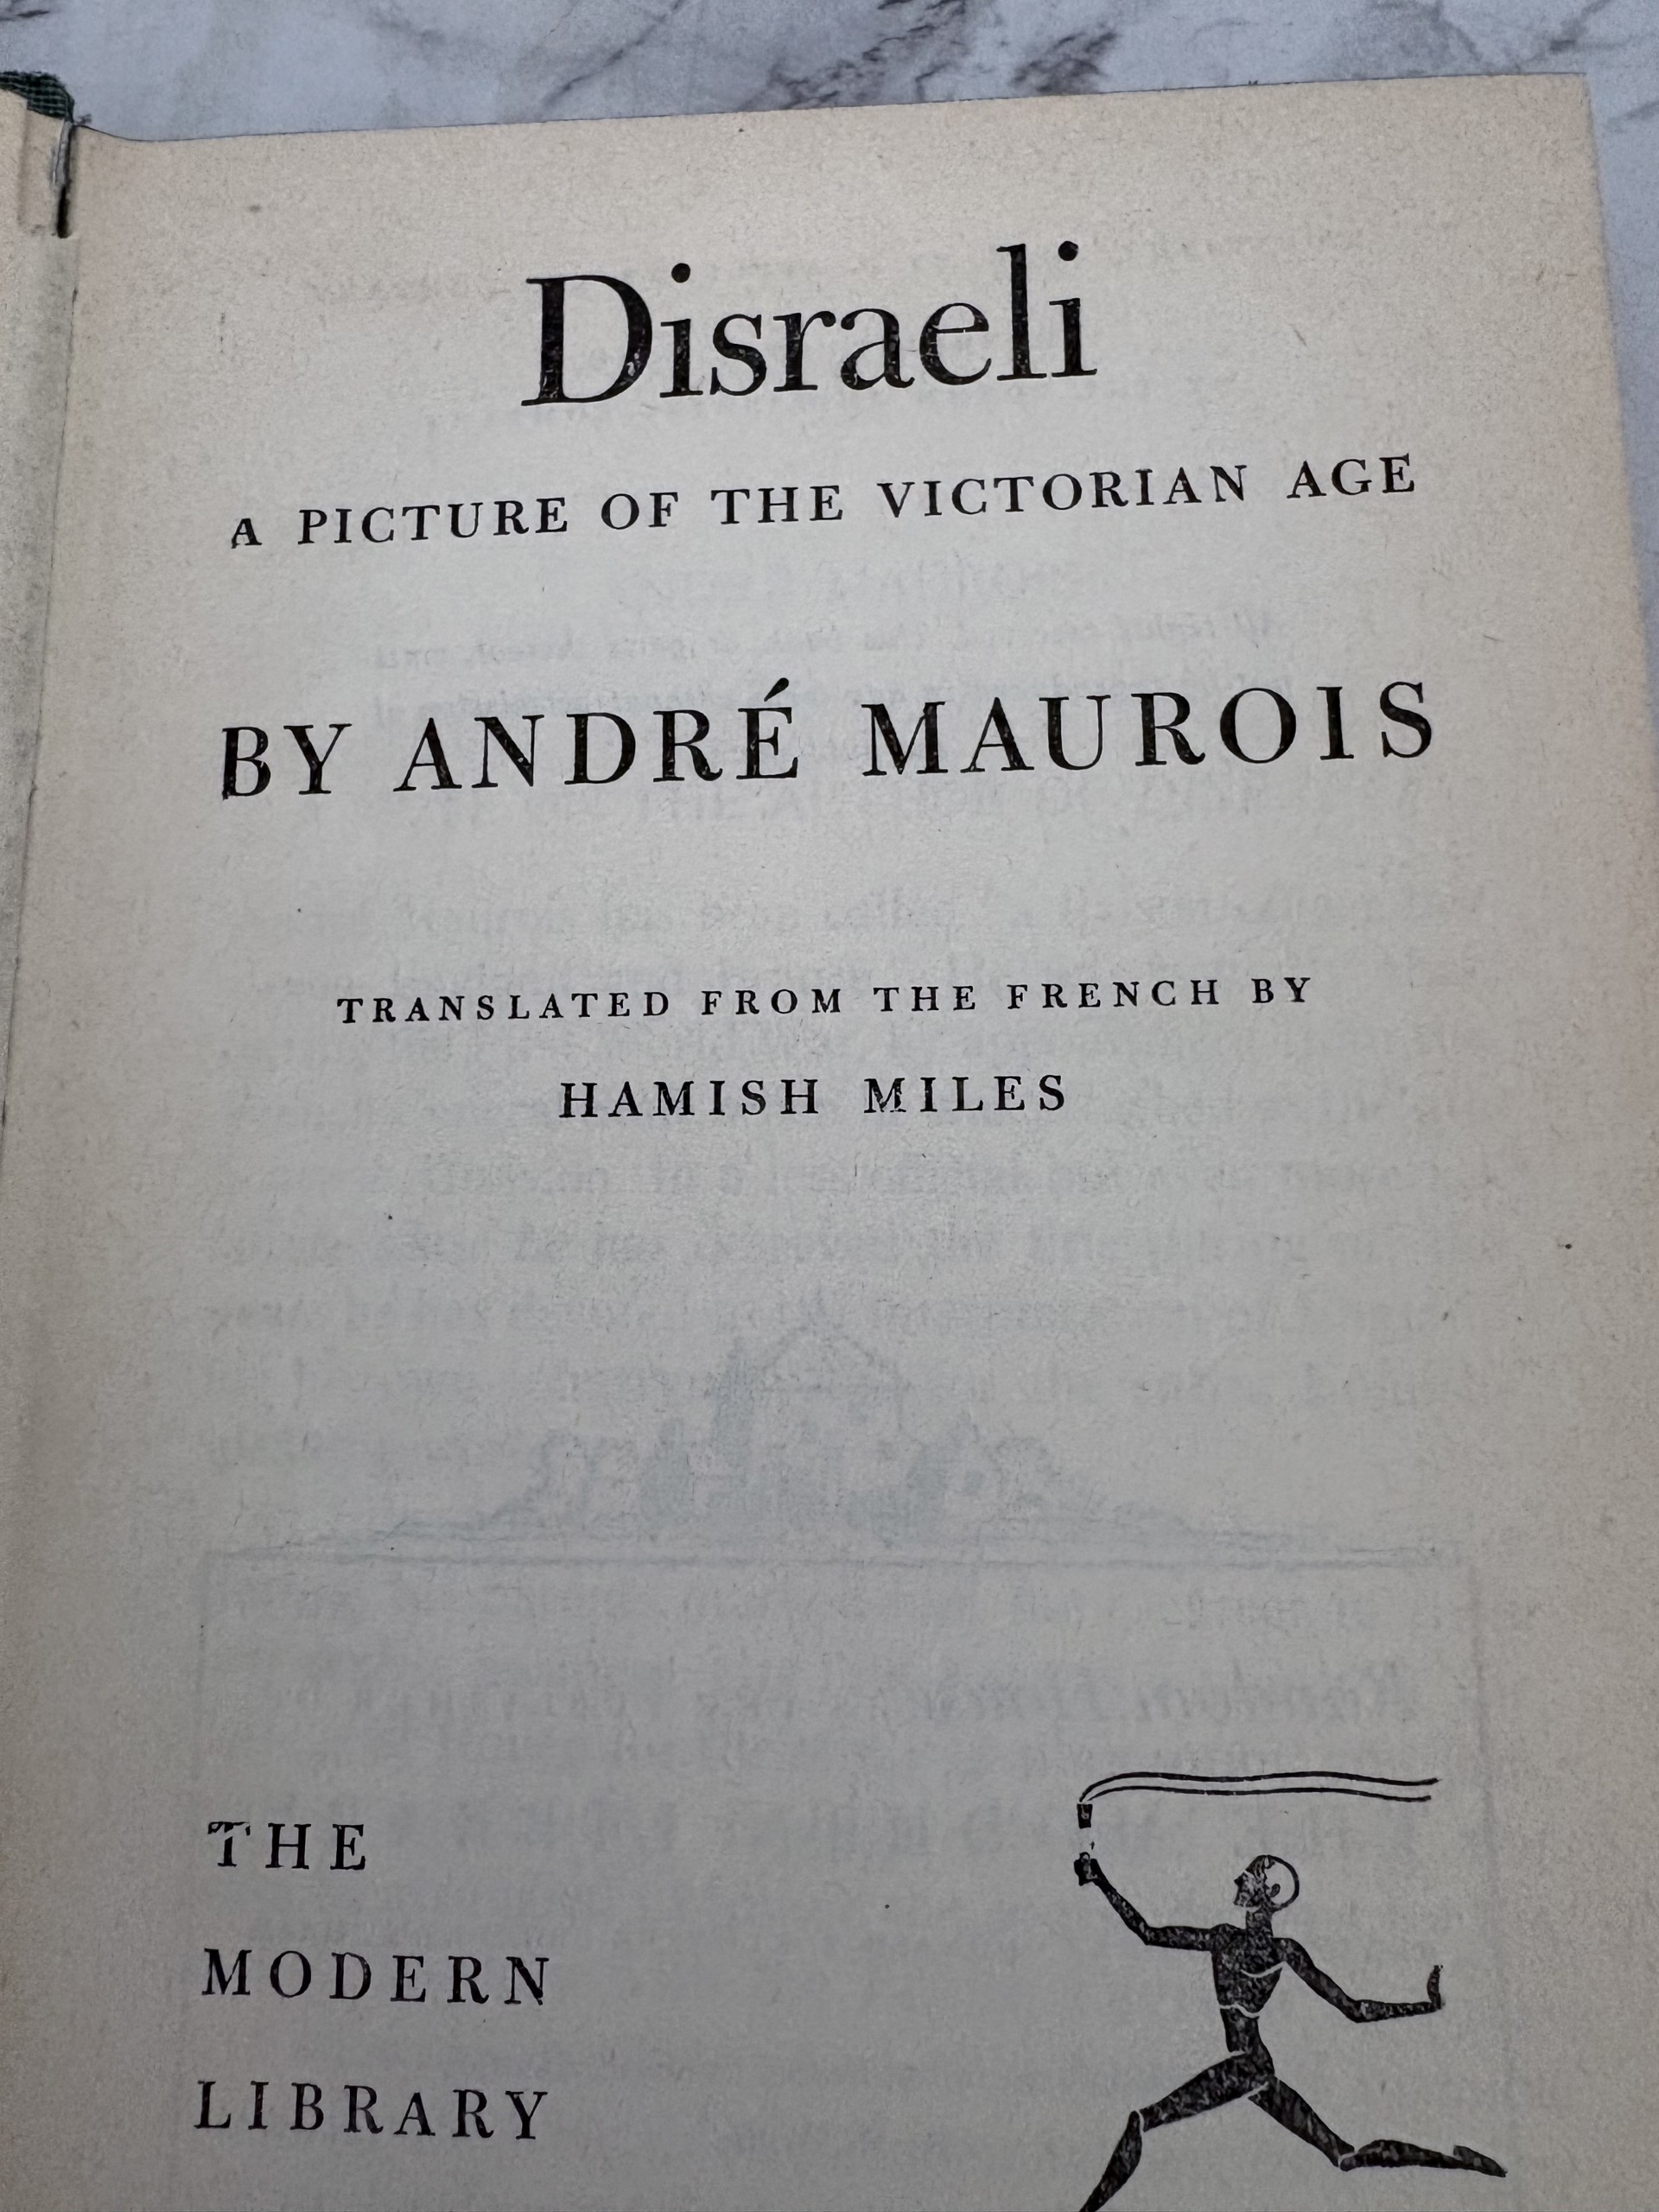 Disraeli
A PICTURE OF THE VICTORIAN AGE
BY ANDRÉ MAUROIS
TRANSLATED FROM THE FRENCH BY
HAMISH MILES
THE
MODERN
LIBRARY